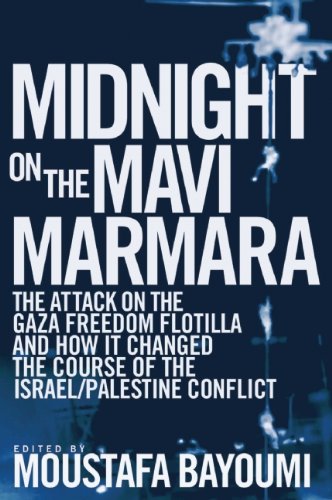 MIDNIGHT
ON THE MAVI
MARMARA
THE ATTACK ON THE
GAZA FREEDOM FLOTILLA
AND HOW IT CHANGED
THE COURSE OF THE
ISRAEL/PALESTINE CONFLICT
EDITED BY
MOUSTAFA BAYOUMI